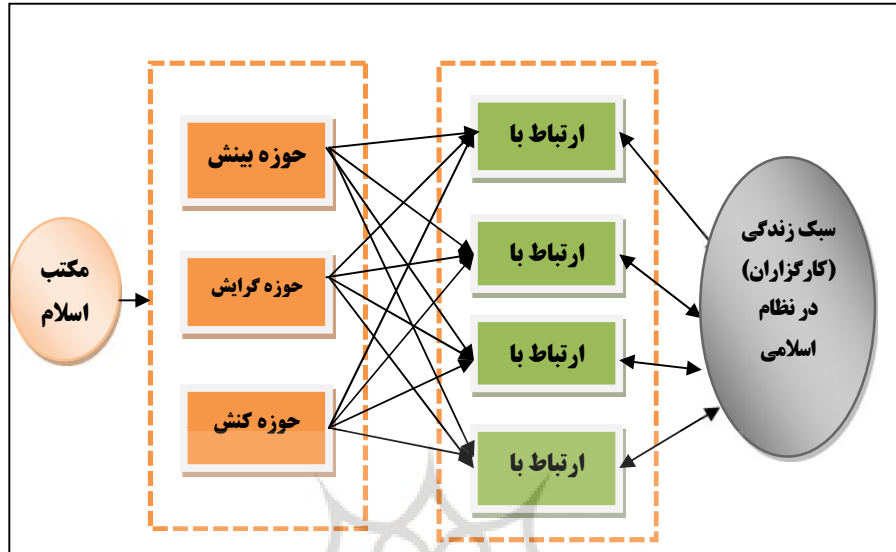 مکتب
اسلام
حوزه بینش
حوزه گرایش
حوزه کنش
ارتباط با
ارتباط با
ارتباط با
ارتباط با
سبک زندگی
(کارگزاران)
در نظام
اسلامی